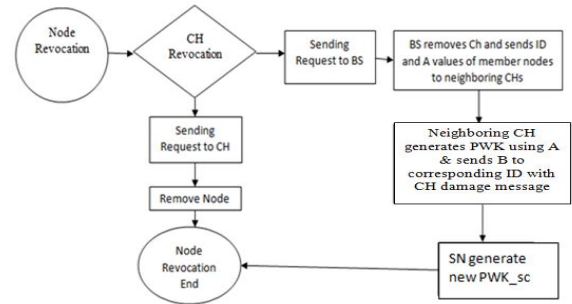 Node
Revocation
CH
Revocation
Sending
Request to BS
BS removes Ch and sends ID
and A values of member nodes
to neighboring CHs
Sending
Request to CH
Neighboring CH
generates PWK using A
& sends B to
corresponding ID with
CH damage message
Remove Node
Node
Revocation
End
SN generate
new PWK_sc